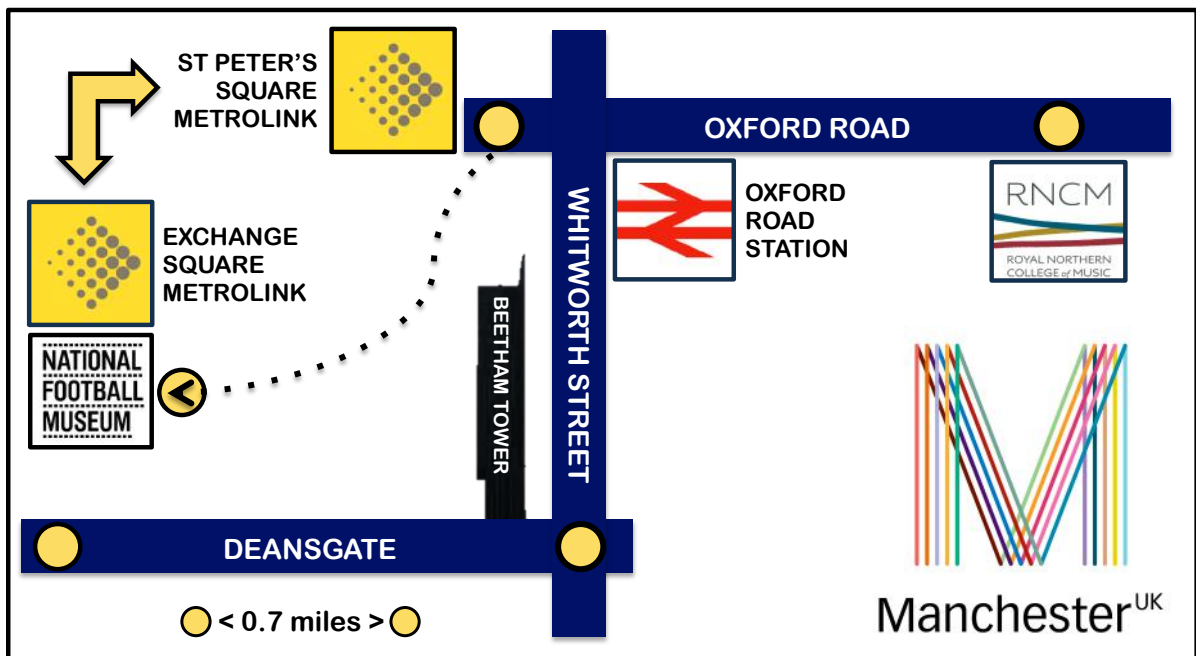 ST PETER'S
SQUARE
METROLINK
OXFORD ROAD
EXCHANGE
SQUARE
METROLINK
WHITWORTH STREET
OXFORD
ROAD
STATION
RNCM
ROYAL NORTHERN
COLLEGE of MUSIC
NATIONAL
FOOTBALL
MUSEUM
<
BEETHAM TOWER
DEANSGATE
< 0.7 miles >
Manchester UK